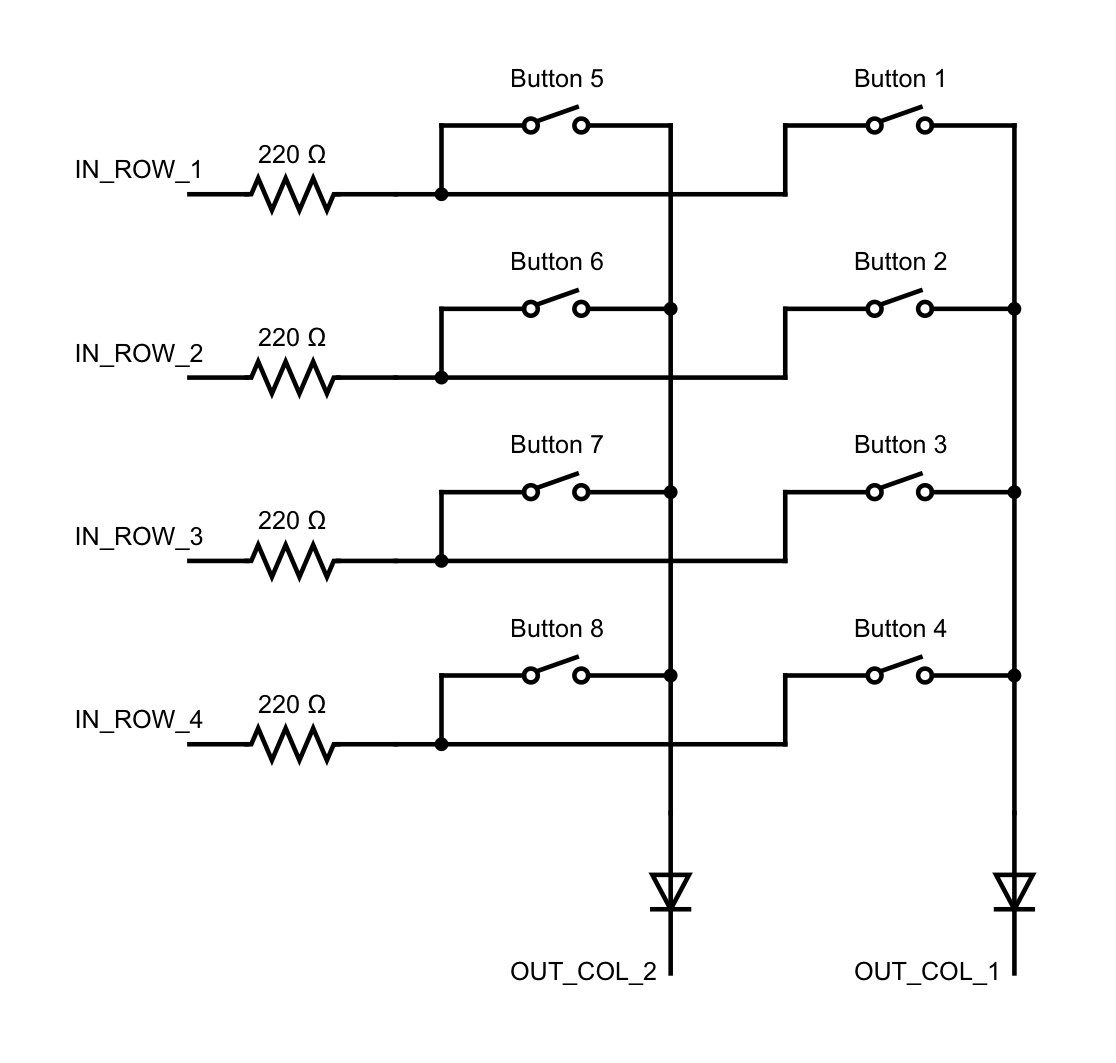 Button 5
Button 1
220 Ω
IN_ROW_1
Button 6
Button 2
220 Ω
IN_ROW_2
Button 7
Button 3
220 Ω
IN_ROW_3
Button 8
Button 4
220 Ω
IN_ROW_4
OUT_COL_2
OUT_COL_1